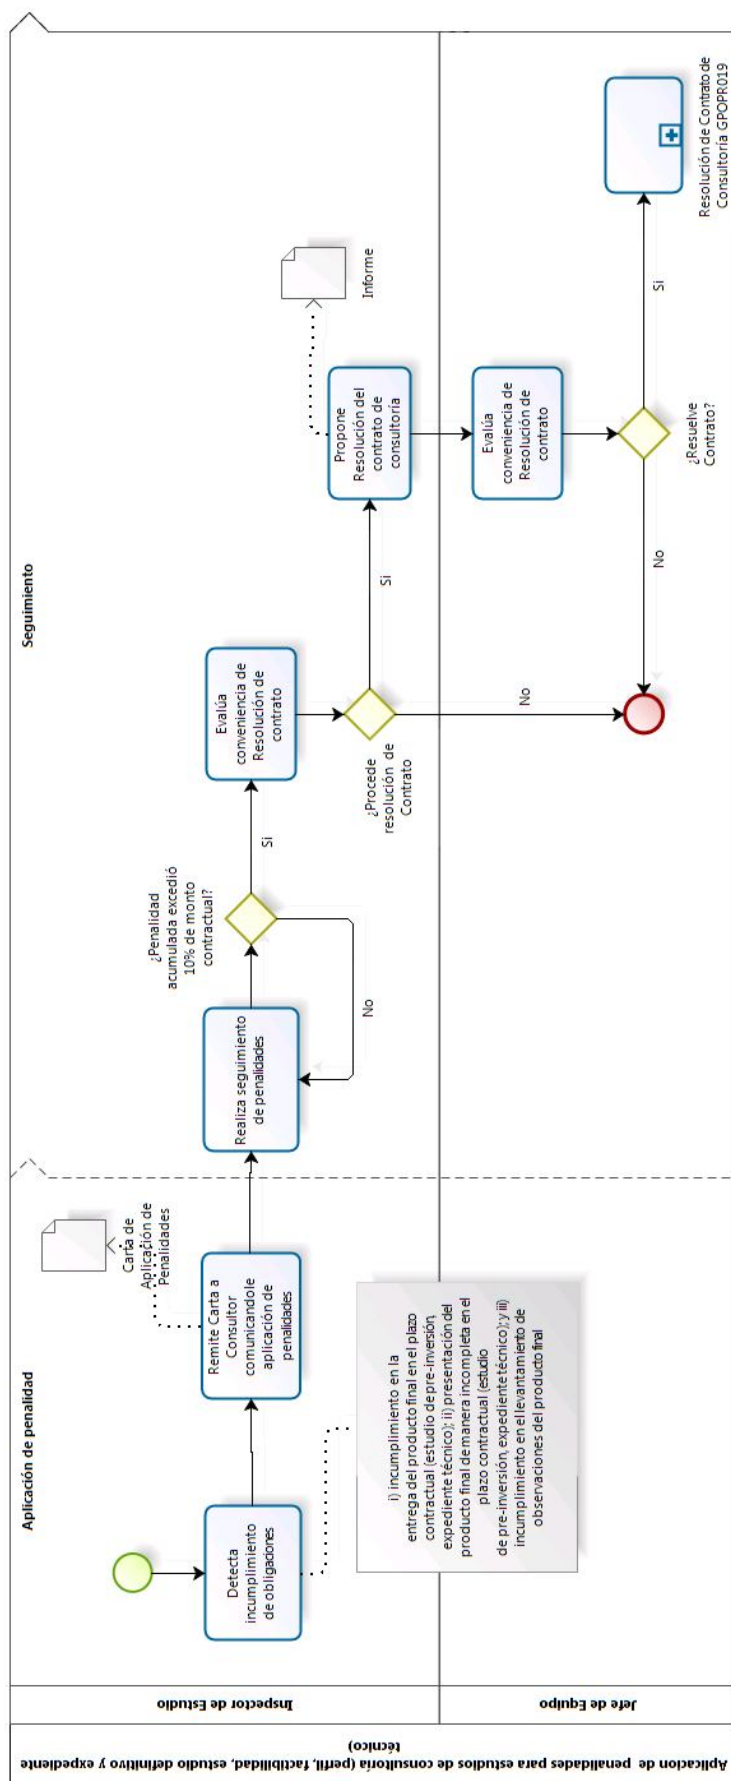 Aplicacion de penalidades para estudios de consultoría (perfil, factibilidad, estudio definitivo y expediente
técnico)
Inspector de Estudio
Jefe de Equipo
Aplicación de penalidad
Seguimiento
Detecta
incumplimiento
de obligaciones
i) incumplimiento en la
entrega del producto final en el plazo
contractual (estudio de pre-inversión,
expediente técnico); ii) presentación del
producto final de manera incompleta en el
plazo contractual (estudio
de pre-inversión, expediente técnico); y iii)
incumplimiento en el levantamiento de
observaciones del producto final
Remite Carta a
Consultor
comunicandole
aplicación de
penalidades
Carta de
Aplicación de
Penalidades
Realiza seguimiento
de penalidades
¿Penalidad
acumulada excedió
10% de monto
contractual?
No
Si
Evalúa
conveniencia de
Resolución de
contrato
¿Procede
resolución de
Contrato
No
Si
Propone
Resolución del
contrato de
consultoría
Informe
Evalúa
conveniencia de
Resolución de
contrato
¿Resuelve
Contrato?
No
Si
Resolución de Contrato de
Consultoría GPOPR019